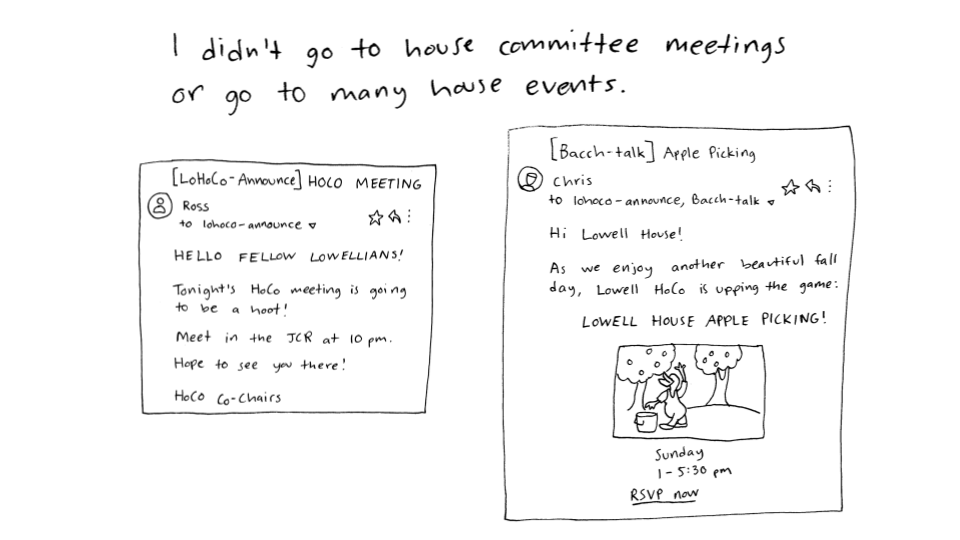 I didn't go to house committee meetings
or go to many house events.
[LoHoCo-Announce] HOCO MEETING
Ross
to lohoco-announce
HELLO FELLOW LOWELLIANS!
Tonight's HoCo meeting is going
to be a hoot!
Meet in the JCR at 10 pm.
Hope to see you there!
HoCo Co-Chairs
[Bacch-talk] Apple Picking
Chris
to lohoco-announce, Bacch-talk
Hi Lowell House!
As we enjoy another beautiful fall
day, Lowell HoCo is upping the game:
LOWELL HOUSE APPLE PICKING!
Sunday
1-5:30 pm
RSVP now